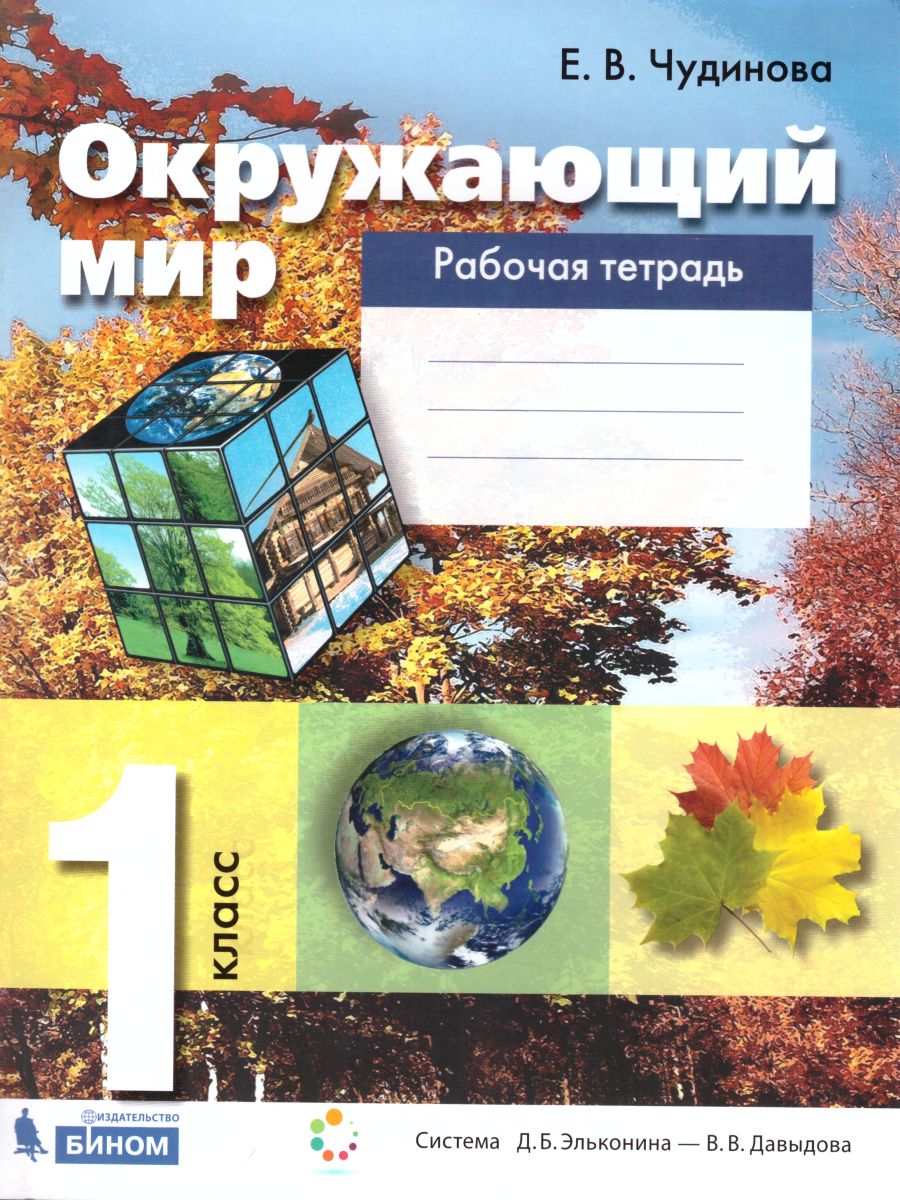 Е. В. Чудинова
Окружающий
мир
Рабочая тетрадь
1
класс
ИЗДАТЕЛЬСТВО
БИНОМ
Система Д.Б.Эльконина — В.В.Давыдова